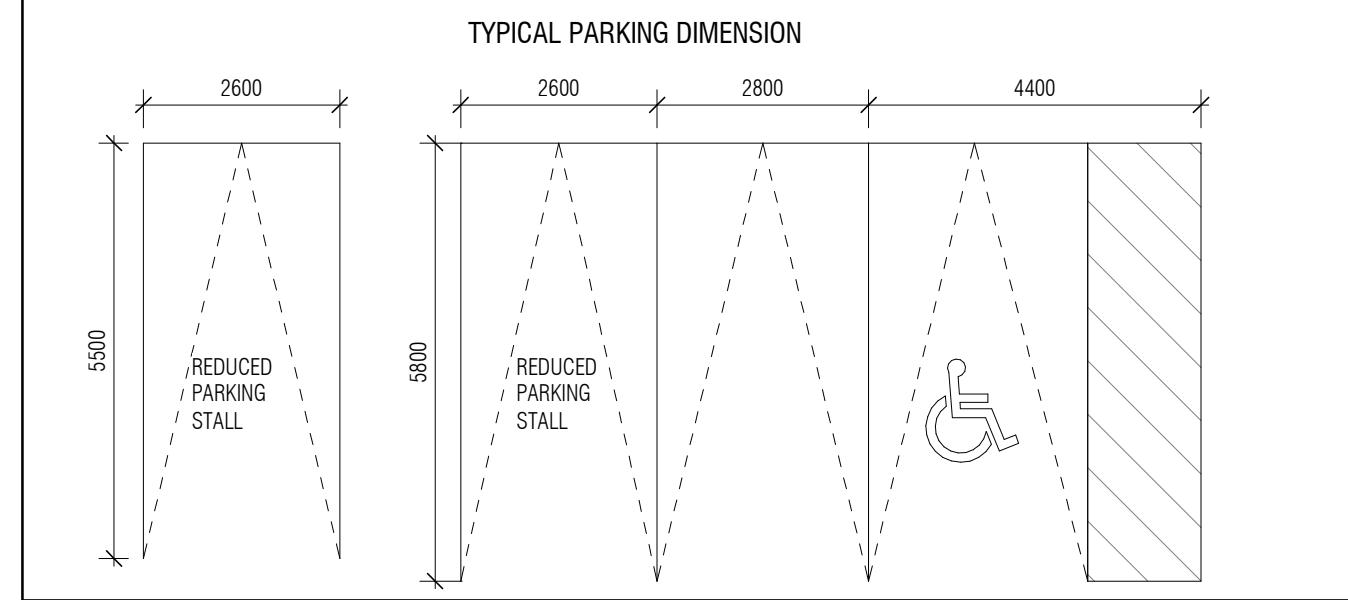 TYPICAL PARKING DIMENSION
2600
2600
2800
4400
5500
5800
REDUCED
PARKING
STALL
REDUCED
PARKING
STALL